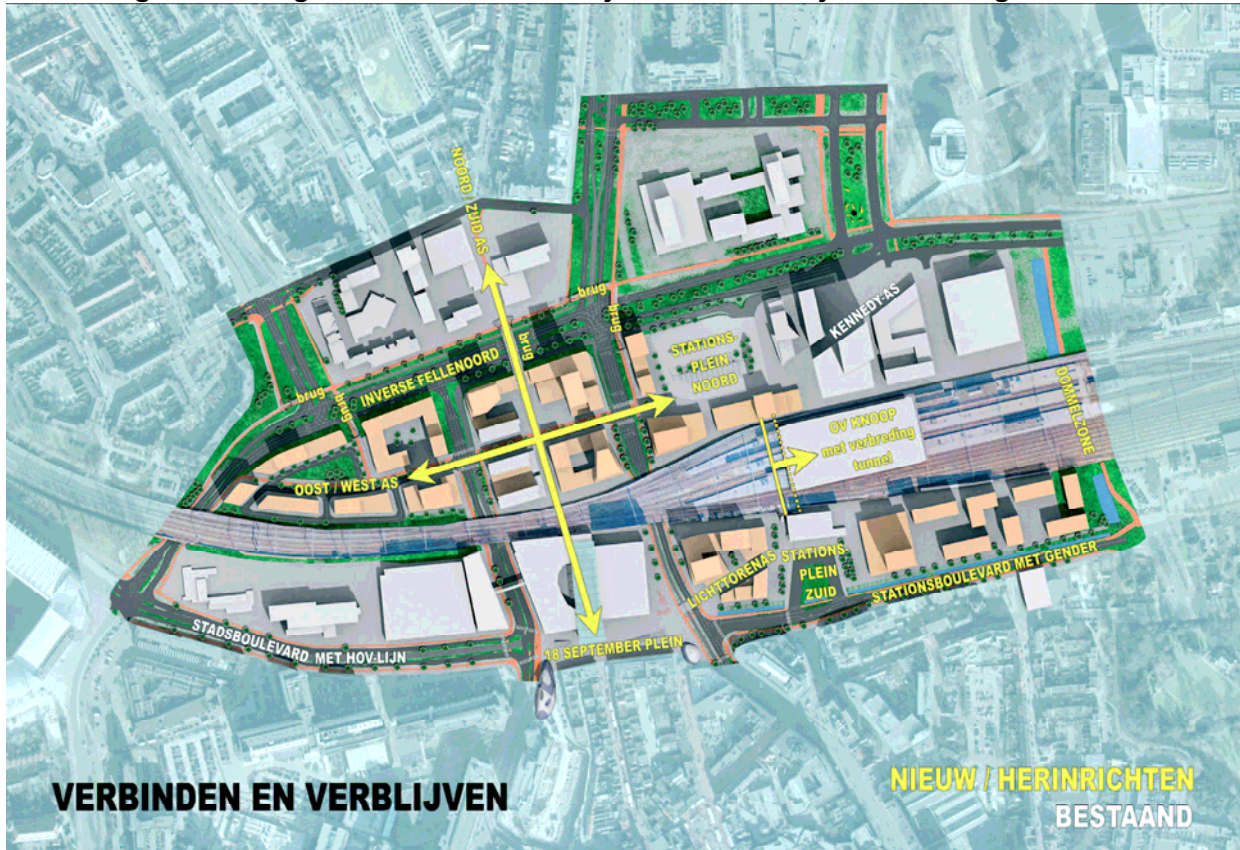 NOORD / ZUID AS
brug
brug
brug
KENNEDY-AS
STATIONS-
PLEIN
NOORD
INVERSE FELLENOORD
brug
brug
DOMMELZONE
OV KNOOP
met verbreding
tunnel
OOST / WEST AS
LICHTTORENAS
STATIONS-
PLEIN
ZUID
STATIONSBOULEVARD MET GENDER
STADSBOULEVARD MET HOV-LIJN
18 SEPTEMBER PLEIN
VERBINDEN EN VERBLIJVEN
NIEUW / HERINRICHTEN
BESTAAND